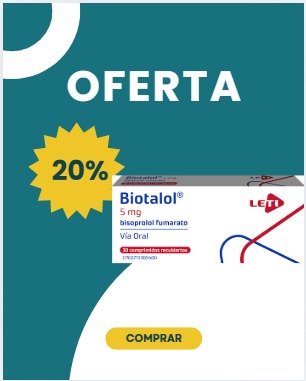 OFERTA
20%
Biotalol®
5 mg
bisoprolol fumarato
Vía Oral
30 comprimidos recubiertos
LETI
COMPRAR